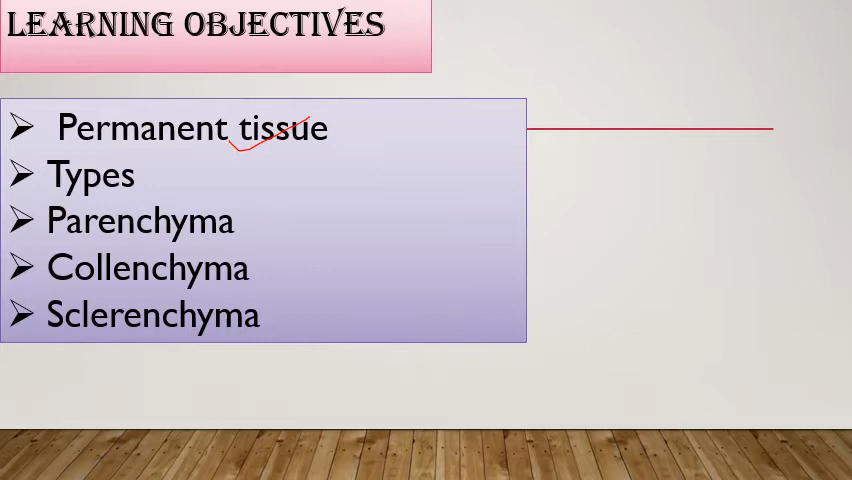 LEARNING OBJECTIVES
➢ Permanent tissue
➢ Types
➢ Parenchyma
➢ Collenchyma
➢ Sclerenchyma